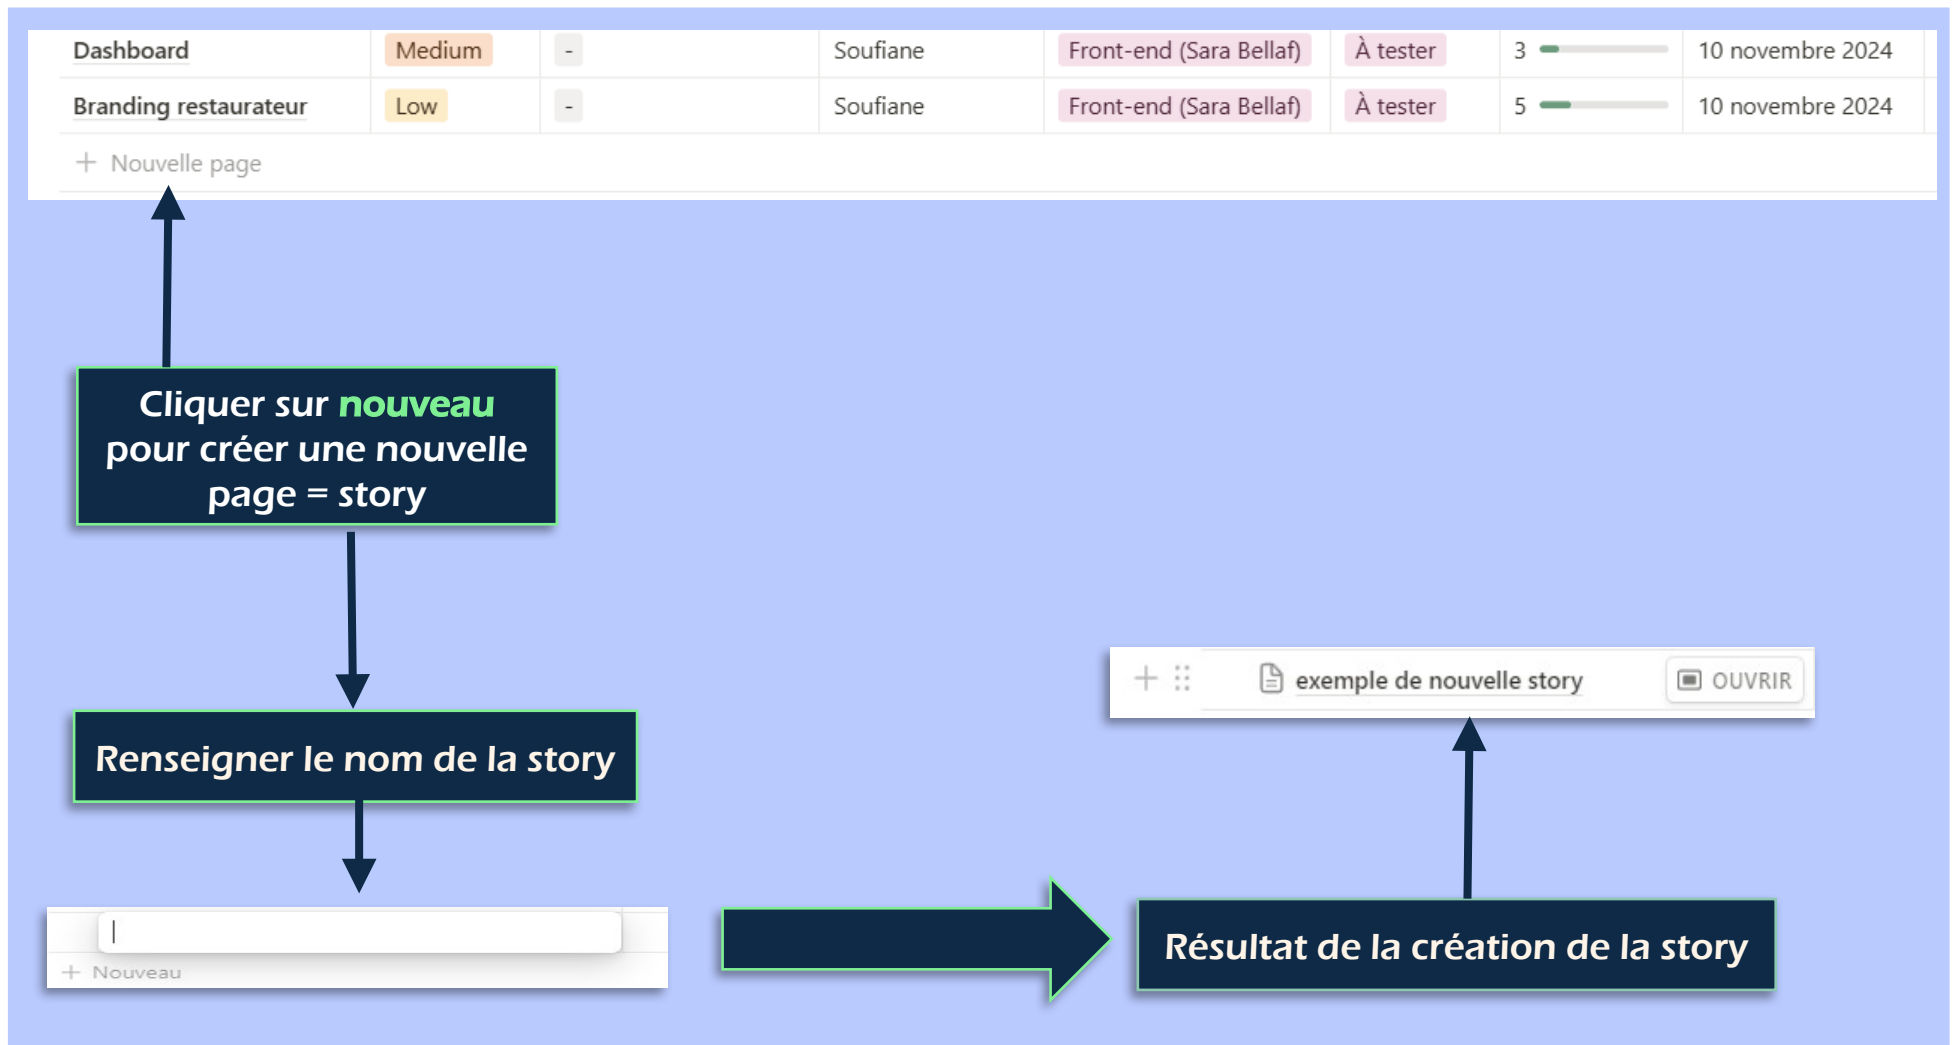 Dashboard Medium - Soufiane Front-end (Sara Bellaf) À tester 3 10 novembre 2024
Branding restaurateur Low - Soufiane Front-end (Sara Bellaf) À tester 5 10 novembre 2024
+ Nouvelle page
Cliquer sur nouveau
pour créer une nouvelle
page = story
Renseigner le nom de la story
+ Nouveau
exemple de nouvelle story OUVRIR
Résultat de la création de la story